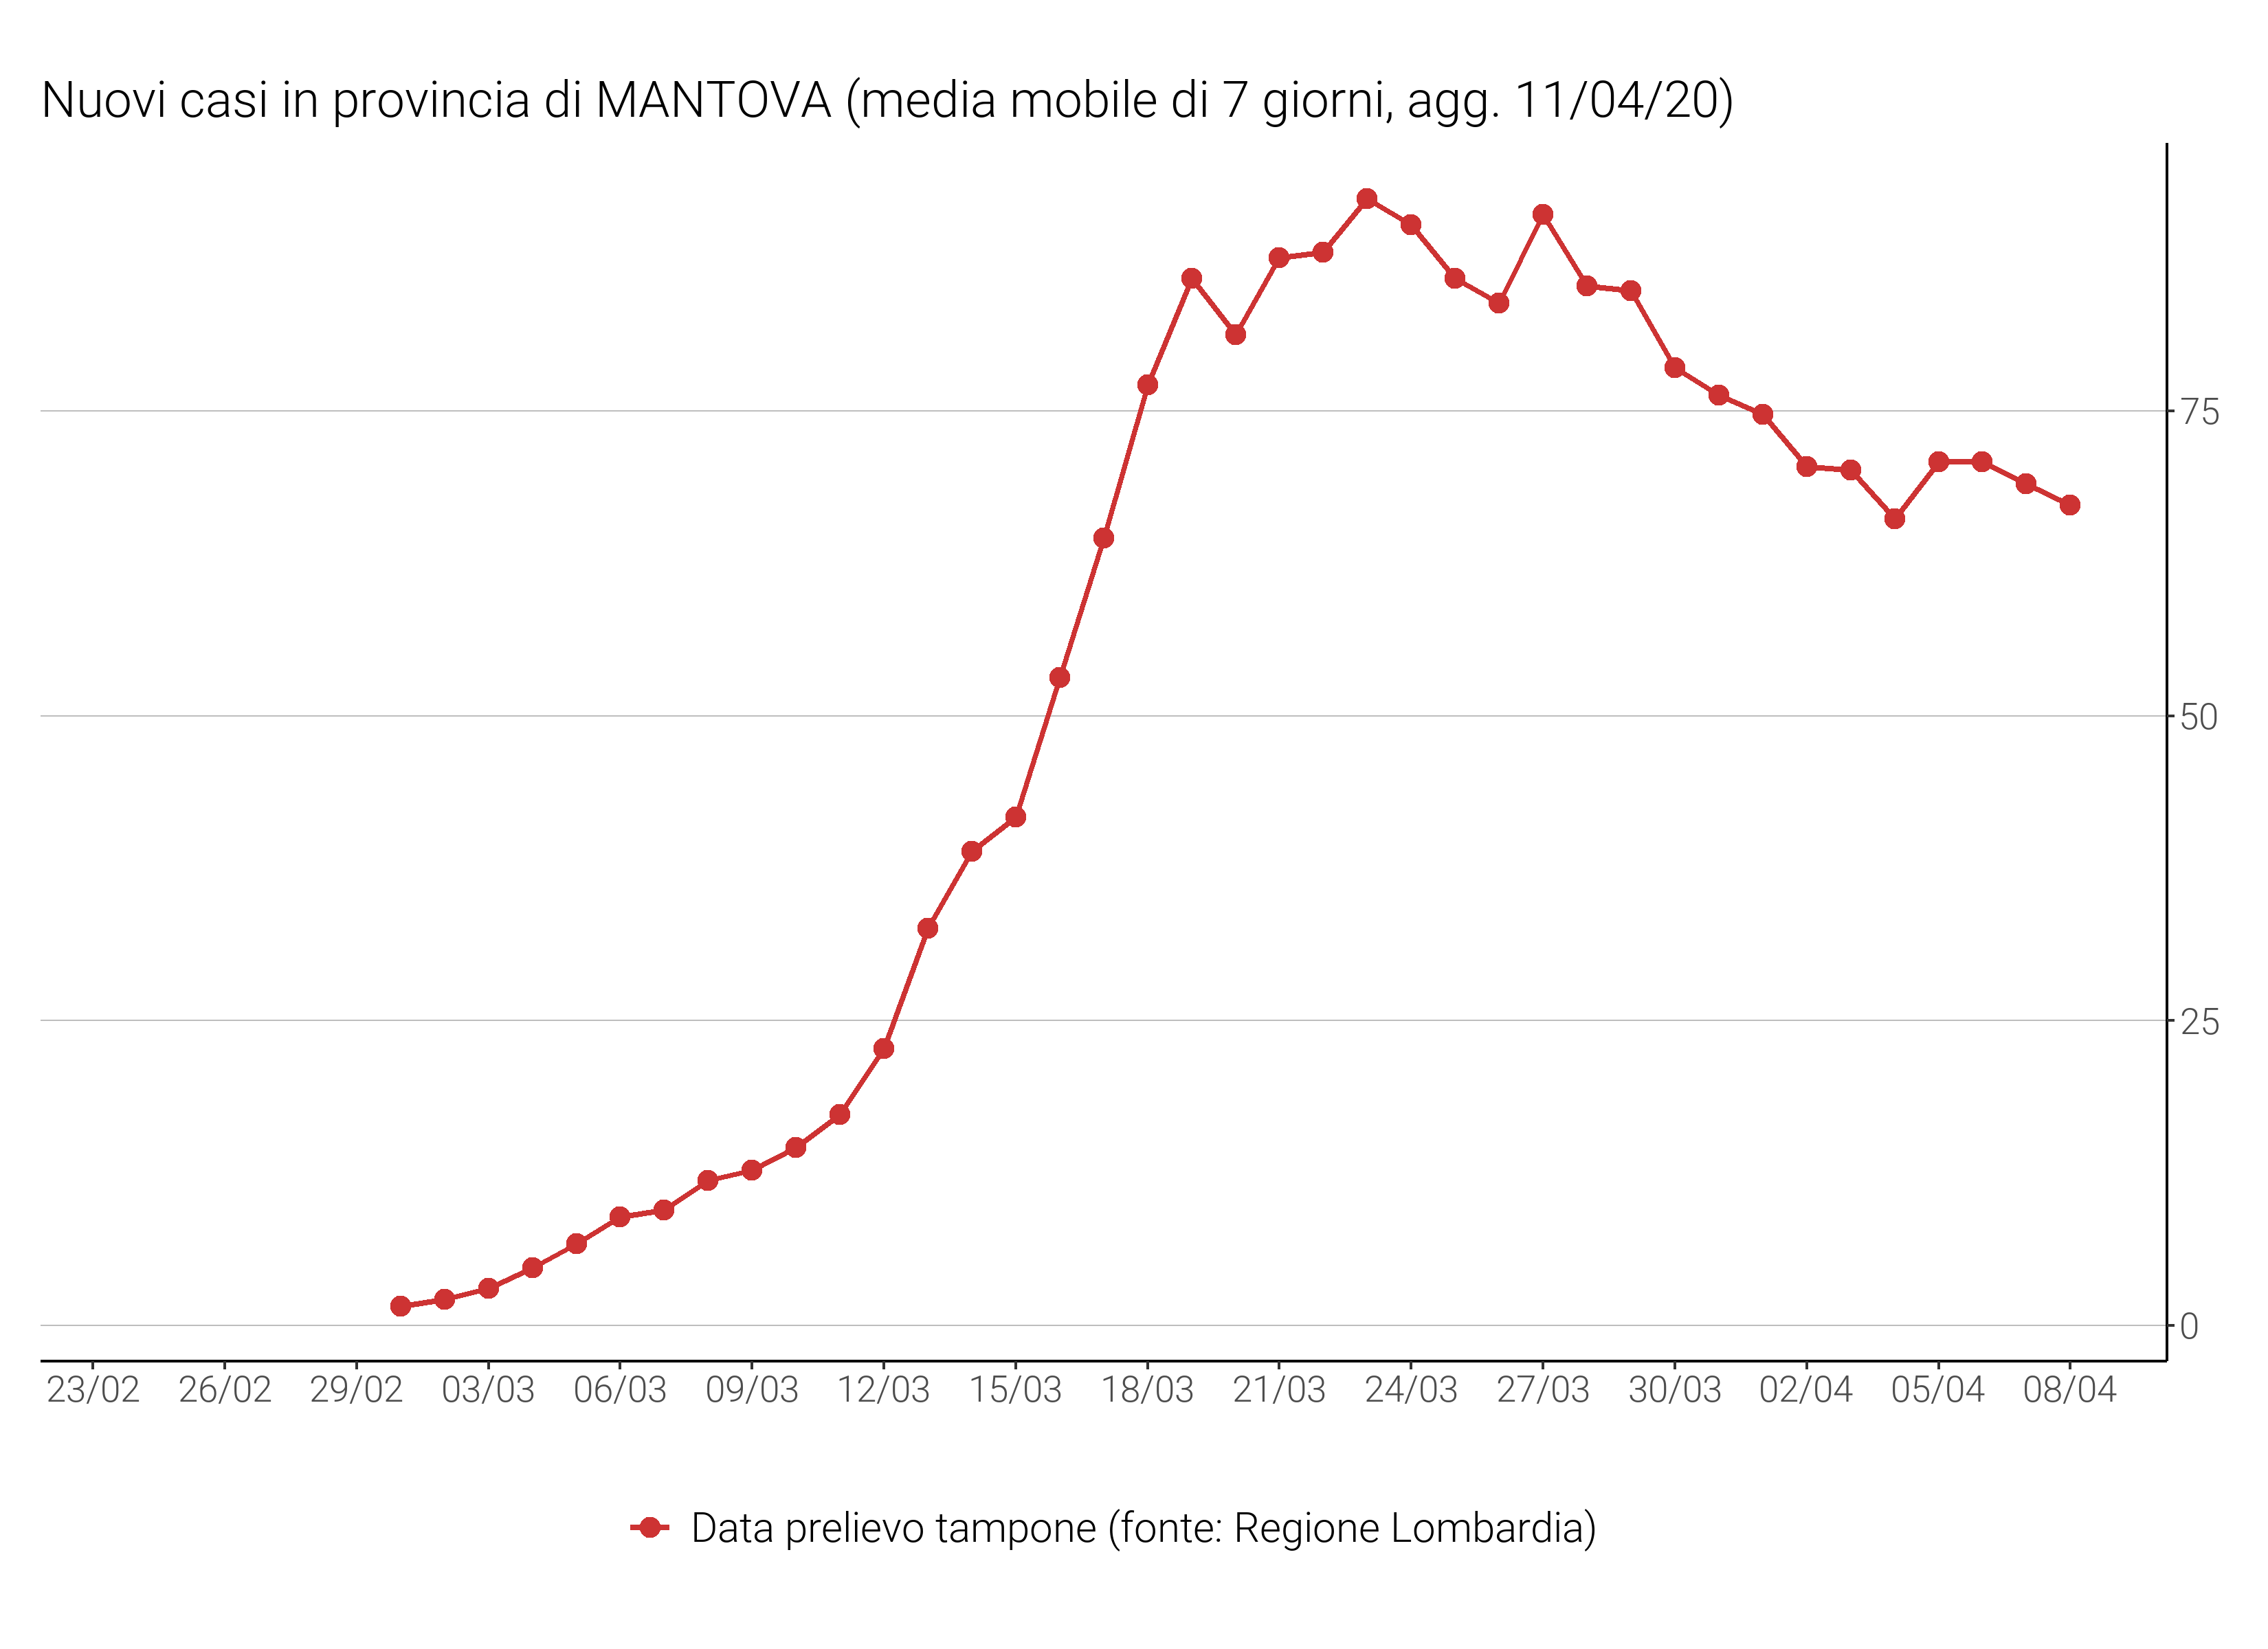 Nuovi casi in provincia di MANTOVA (media mobile di 7 giorni, agg. 11/04/20)
75
50
25
0
23/02 26/02 29/02 03/03 06/03 09/03 12/03 15/03 18/03 21/03 24/03 27/03 30/03 02/04 05/04 08/04
Data prelievo tampone (fonte: Regione Lombardia)